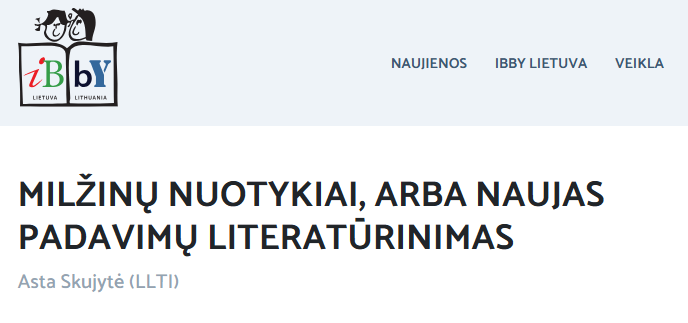 iBbY
LIETUVA LITHUANIA
NAUJIENOS IBBY LIETUVA VEIKLA
MILŽINŲ NUOTYKIAI, ARBA NAUJAS
PADAVIMŲ LITERATŪRINIMAS
Asta Skujytė (LLTI)